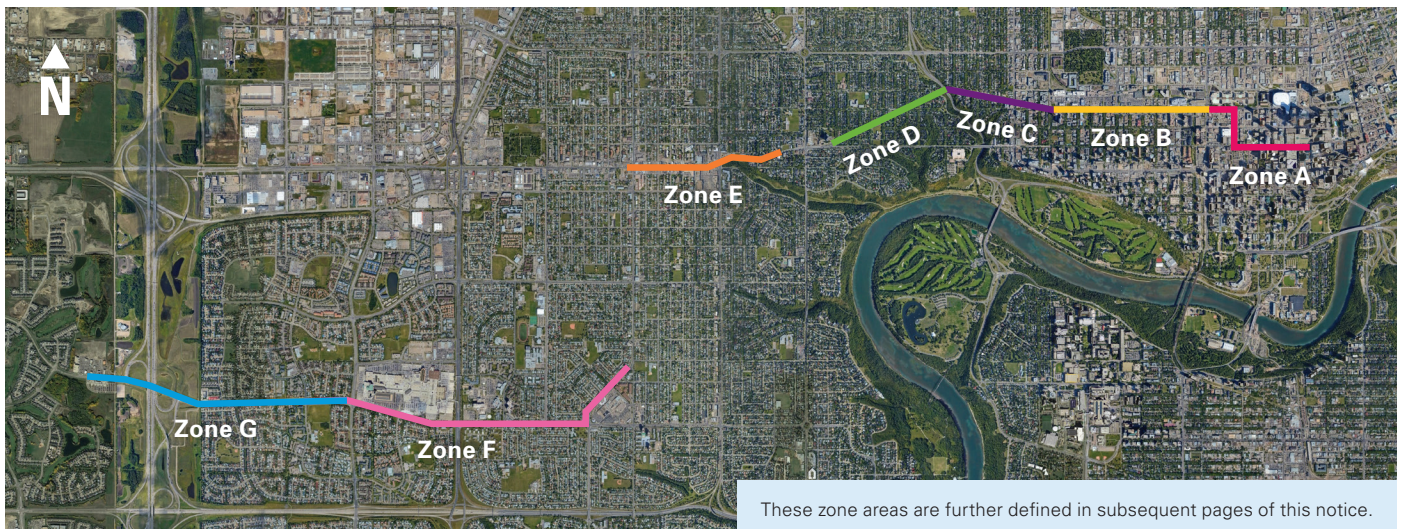 N
Zone D
Zone C
Zone B
Zone A
Zone E
Zone G
Zone F
These zone areas are further defined in subsequent pages of this notice.